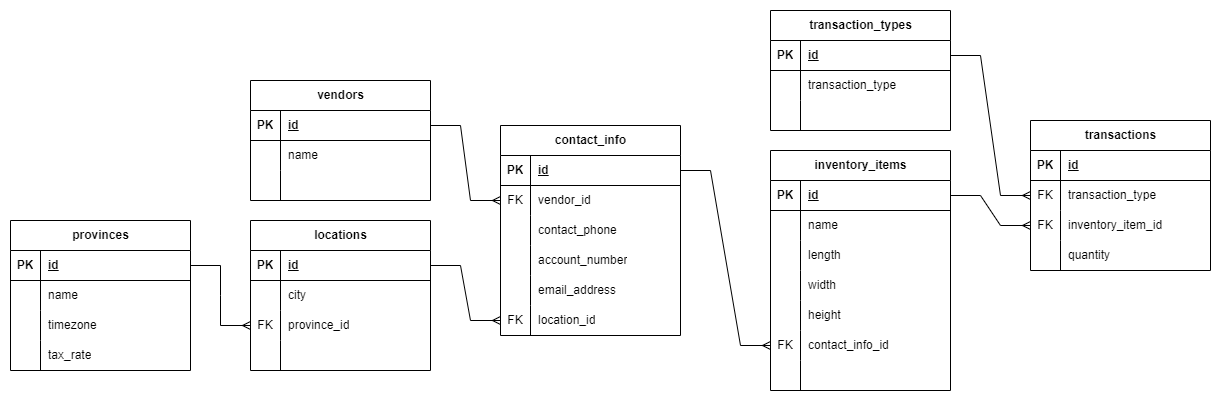 transaction_types
PK id
transaction_type
vendors
PK id
name
contact_info
PK id
FK vendor_id
contact_phone
account_number
email_address
FK location_id
transactions
PK id
FK transaction_type
FK inventory_item_id
quantity
inventory_items
PK id
name
length
width
height
FK contact_info_id
provinces
PK id
name
timezone
tax_rate
locations
PK id
city
FK province_id